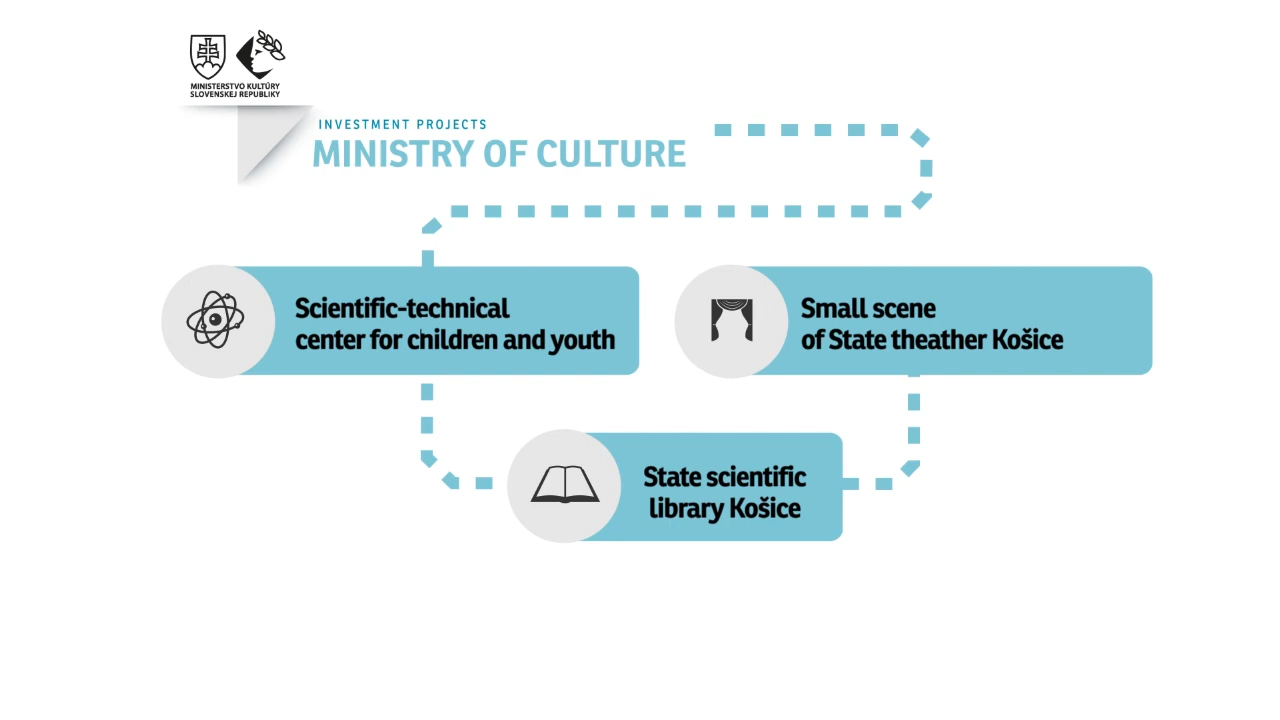 MINISTERSTVO KULTÚRY
SLOVENSKEJ REPUBLIKY
INVESTMENT PROJECTS
MINISTRY OF CULTURE
Scientific-technical
center for children and youth
Small scene
of State theather Košice
State scientific
library Košice